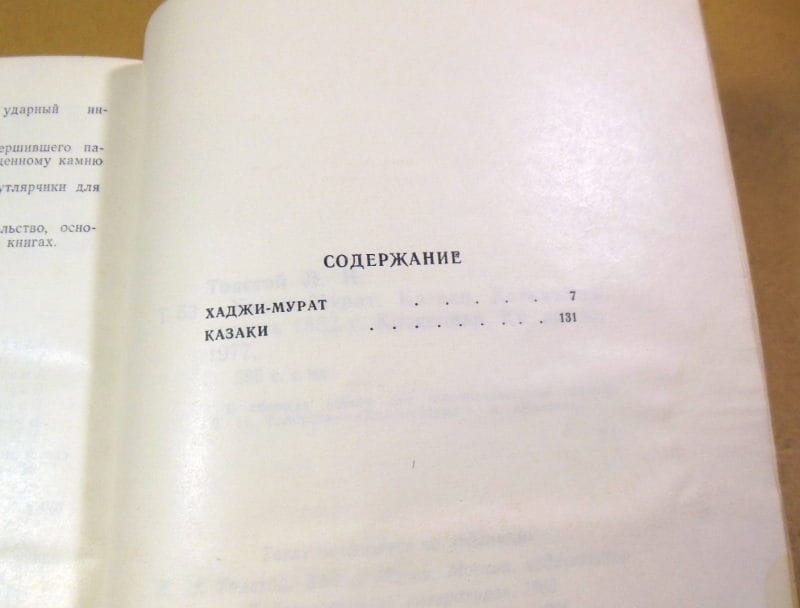 ударный ин-
ершившего па-
ценному камню
утлярчики для
льство, осно-
книгах.
СОДЕРЖАНИЕ
ХАДЖИ-МУРАТ . . . . . . 7
КАЗАКИ . . . . . . . . . 131